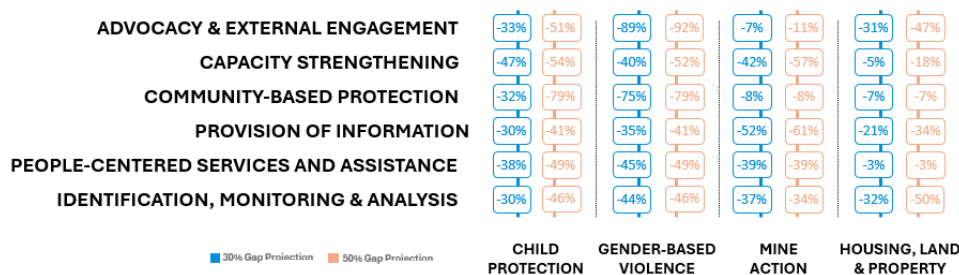 ADVOCACY & EXTERNAL ENGAGEMENT -33% -51% -89% -92% -7% -11% -31% -47%
CAPACITY STRENGTHENING -47% -54% -40% -52% -42% -57% -5% -18%
COMMUNITY-BASED PROTECTION -32% -79% -75% -79% -8% -8% -7% -7%
PROVISION OF INFORMATION -30% -41% -35% -41% -52% -61% -21% -34%
PEOPLE-CENTERED SERVICES AND ASSISTANCE -38% -49% -45% -49% -39% -39% -3% -3%
IDENTIFICATION, MONITORING & ANALYSIS -30% -46% -44% -46% -37% -34% -32% -50%
30% Gap Projection 50% Gap Projection
CHILD PROTECTION
GENDER-BASED VIOLENCE
MINE ACTION
HOUSING, LAND & PROPERTY